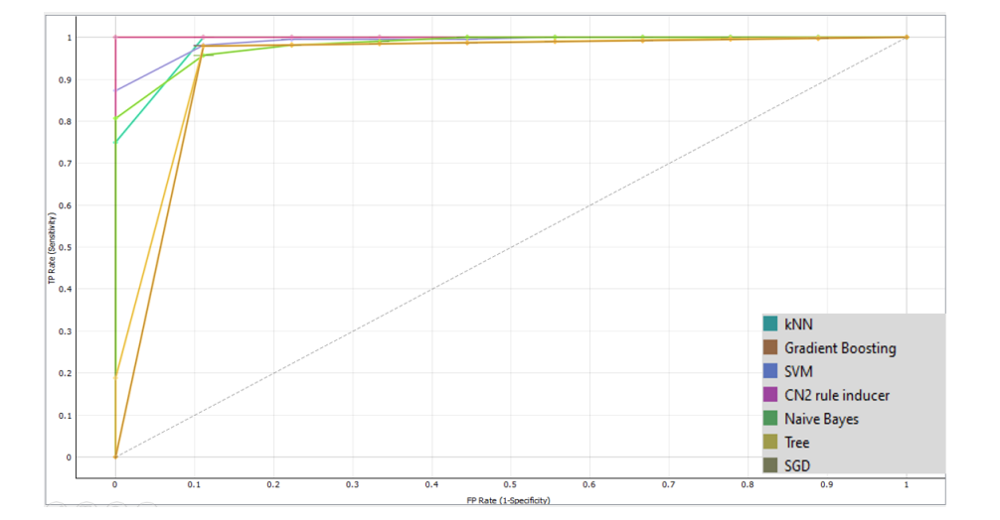 1
0.9
0.8
0.7
0.6
0.5
0.4
0.3
0.2
0.1
0
TP Rate (Sensitivity)
0 0.1 0.2 0.3 0.4 0.5 0.6 0.7 0.8 0.9 1
FP Rate (1-Specificity)
kNN
Gradient Boosting
SVM
CN2 rule inducer
Naive Bayes
Tree
SGD